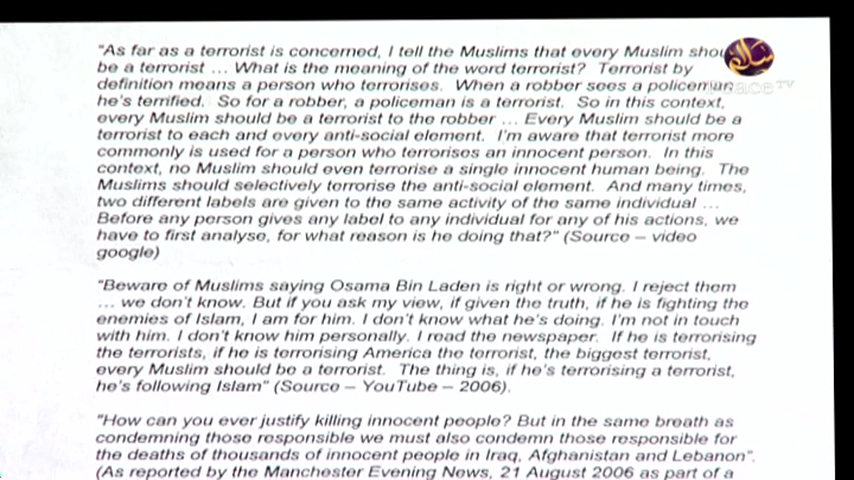 "As far as a terrorist is concerned, I tell the Muslims that every Muslim
be a terrorist ... What is the meaning of the word terrorist? Terrorist by
definition means a person who terrorises. When a robber sees a policeman
he's terrified. So for a robber, a policeman is a terrorist. So in this context,
every Muslim should be a terrorist to the robber ... Every Muslim should be a
terrorist to each and every anti-social element. I'm aware that terrorist more
commonly is used for a person who terrorises an innocent person. In this
context, no Muslim should even terrorise a single innocent human being. The
Muslims should selectively terrorise the anti-social element. And many times,
two different labels are given to the same activity of the same individual ...
Before any person gives any label to any individual for any of his actions, we
have to first analyse, for what reason is he doing that?" (Source – video
google)
"Beware of Muslims saying Osama Bin Laden is right or wrong. I reject them
... we don't know. But if you ask my view, if given the truth, if he is fighting the
enemies of Islam, I am for him. I don't know what he's doing. I'm not in touch
with him. I don't know him personally. I read the newspaper. If he is terrorising
the terrorists, if he is terrorising America the terrorist, the biggest terrorist,
every Muslim should be a terrorist. The thing is, if he's terrorising a terrorist,
he's following Islam" (Source – YouTube – 2006).
"How can you ever justify killing innocent people? But in the same breath as
condemning those responsible we must also condemn those responsible for
the deaths of thousands of innocent people in Iraq, Afghanistan and Lebanon".
(As reported by the Manchester Evening News, 21 August 2006 as part of a